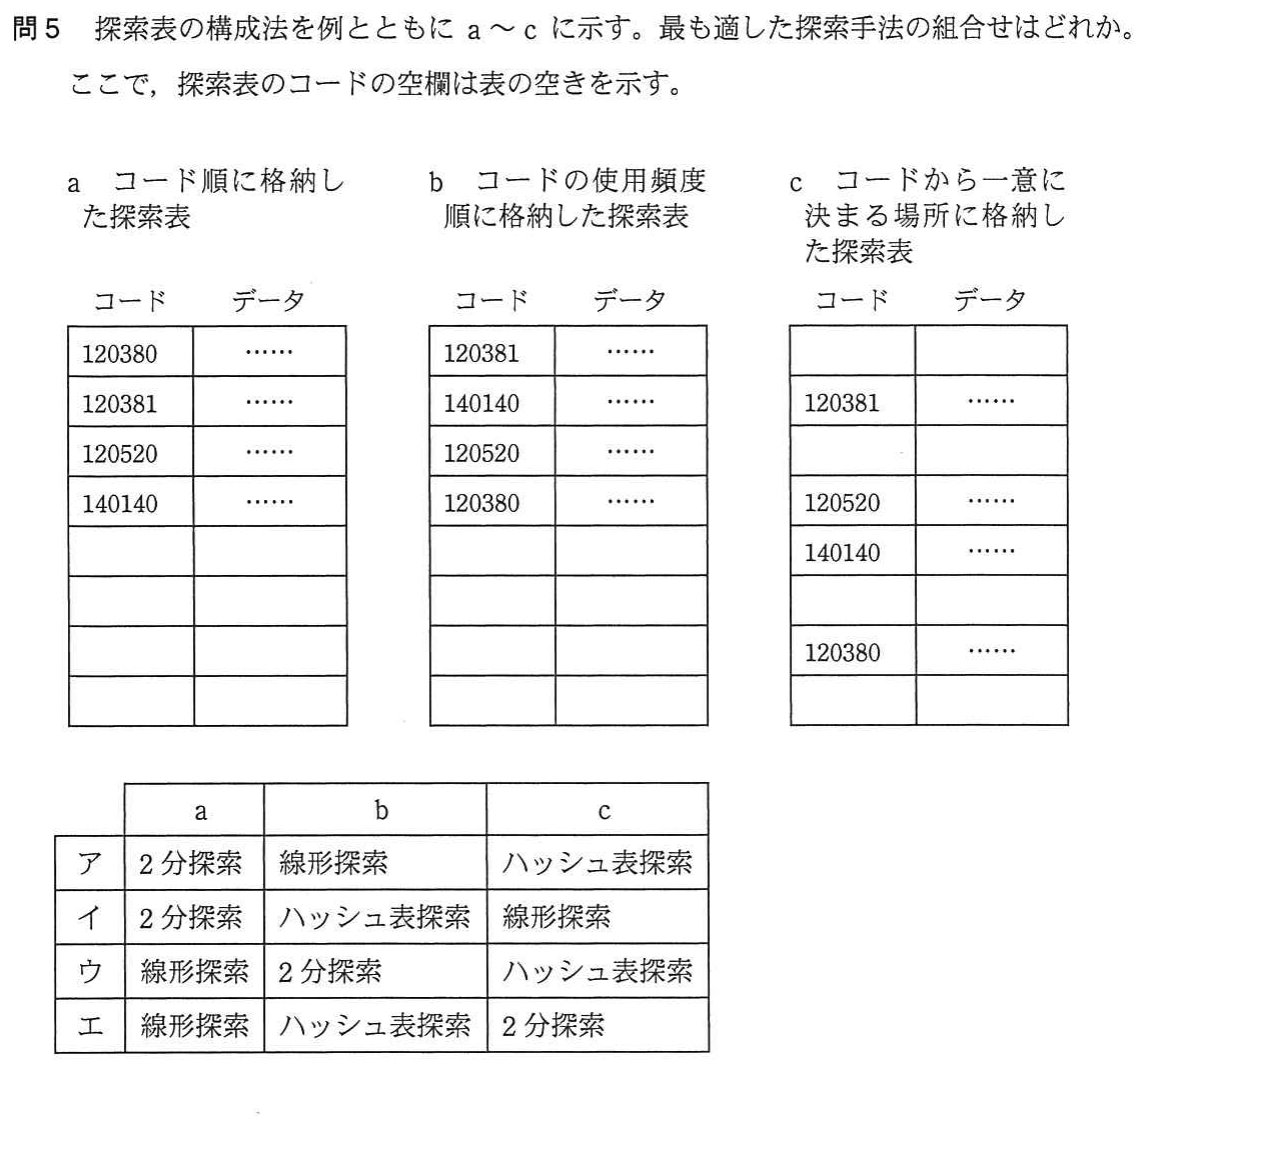 問5 探索表の構成法を例とともに a ～ c に示す。最も適した探索手法の組合せはどれか。
ここで，探索表のコードの空欄は表の空きを示す。
a コード順に格納し
た探索表
コード データ
120380 ……
120381 ……
120520 ……
140140 ……
b コードの使用頻度
順に格納した探索表
コード データ
120381 ……
140140 ……
120520 ……
120380 ……
c コードから一意に
決まる場所に格納し
た探索表
コード データ
120381 ……
120520 ……
140140 ……
120380 ……
a b c
ア 2分探索 線形探索 ハッシュ表探索
イ 2分探索 ハッシュ表探索 線形探索
ウ 線形探索 2分探索 ハッシュ表探索
エ 線形探索 ハッシュ表探索 2分探索